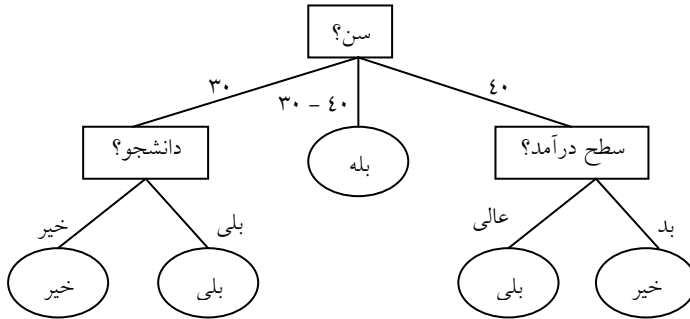 سن؟
۳۰
۳۰ - ۴۰
۴۰
دانشجو؟
بله
سطح درآمد؟
خیر
بلی
عالی
بد
خیر
بلی
بلی
خیر